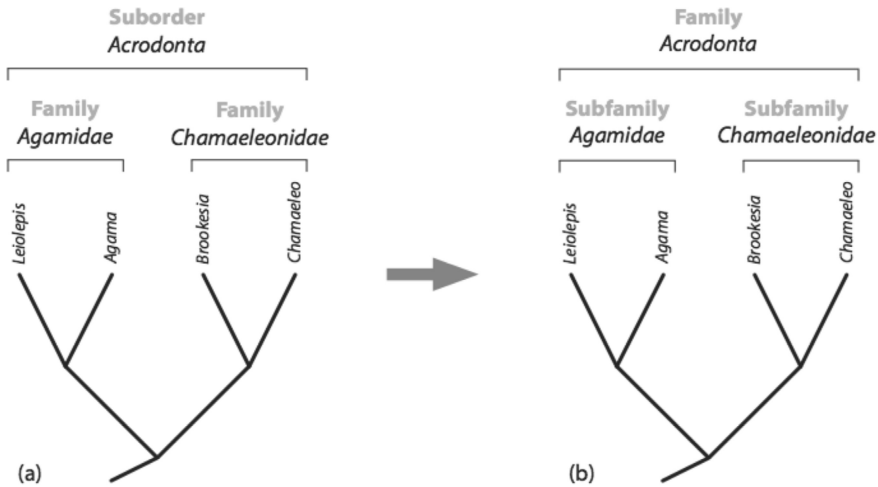 Suborder
Acrodonta
Family
Agamidae
Family
Chamaeleonidae
Leiolepis
Agama
Brookesia
Chamaeleo
(a)
Family
Acrodonta
Subfamily
Agamidae
Subfamily
Chamaeleonidae
Leiolepis
Agama
Brookesia
Chamaeleo
(b)